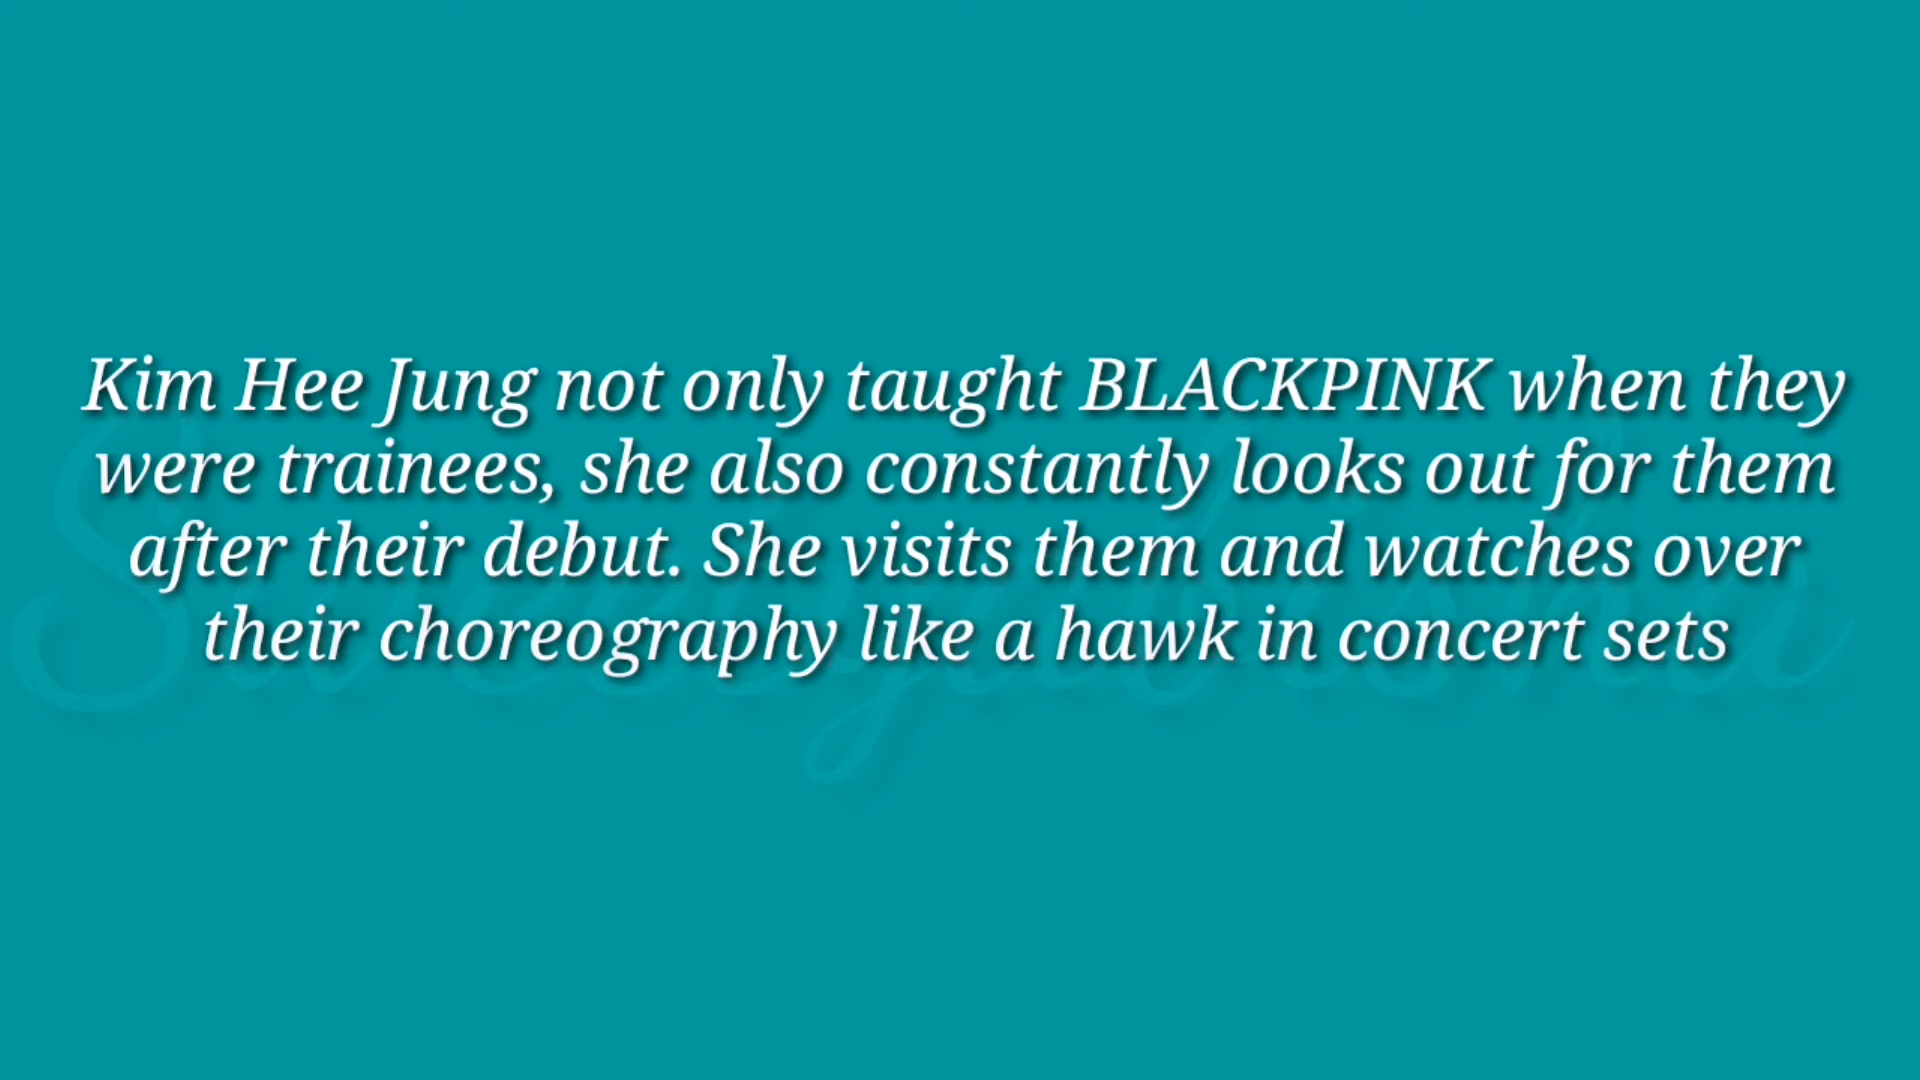 Kim Hee Jung not only taught BLACKPINK when they
were trainees, she also constantly looks out for them
after their debut. She visits them and watches over
their choreography like a hawk in concert sets